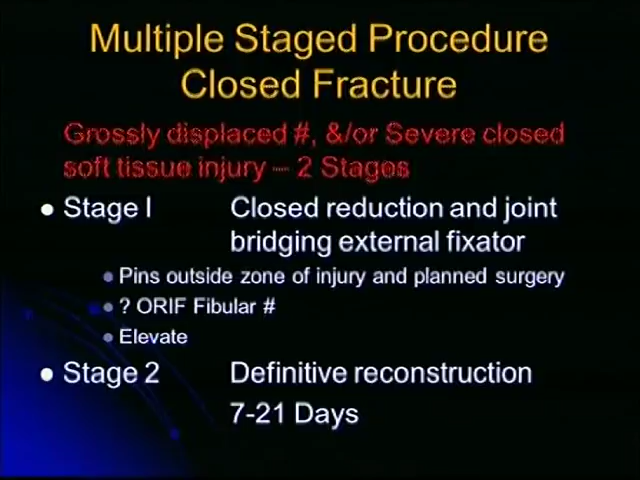 Multiple Staged Procedure
Closed Fracture
Grossly displaced #, &/or Severe closed
soft tissue injury – 2 Stages
Stage I Closed reduction and joint
bridging external fixator
Pins outside zone of injury and planned surgery
? ORIF Fibular #
Elevate
Stage 2 Definitive reconstruction
7-21 Days